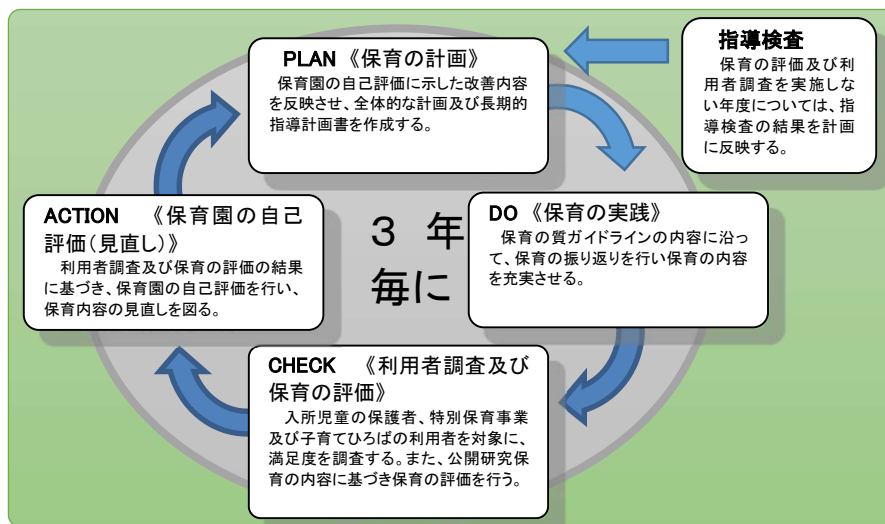 PLAN 《保育の計画》
保育園の自己評価に示した改善内容
を反映させ、全体的な計画及び長期的
指導計画書を作成する。
指導検査
保育の評価及び利
用者調査を実施しな
い年度については、指
導検査の結果を計画
に反映する。
ACTION 《保育園の自己
評価(見直し)》
利用者調査及び保育の評価の結果
に基づき、保育園の自己評価を行い、
保育内容の見直しを図る。
3 年
毎に
DO 《保育の実践》
保育の質ガイドラインの内容に沿っ
て、保育の振り返りを行い保育の内容
を充実させる。
CHECK 《利用者調査及び
保育の評価》
入所児童の保護者、特別保育事業
及び子育てひろばの利用者を対象に、
満足度を調査する。また、公開研究保
育の内容に基づき保育の評価を行う。